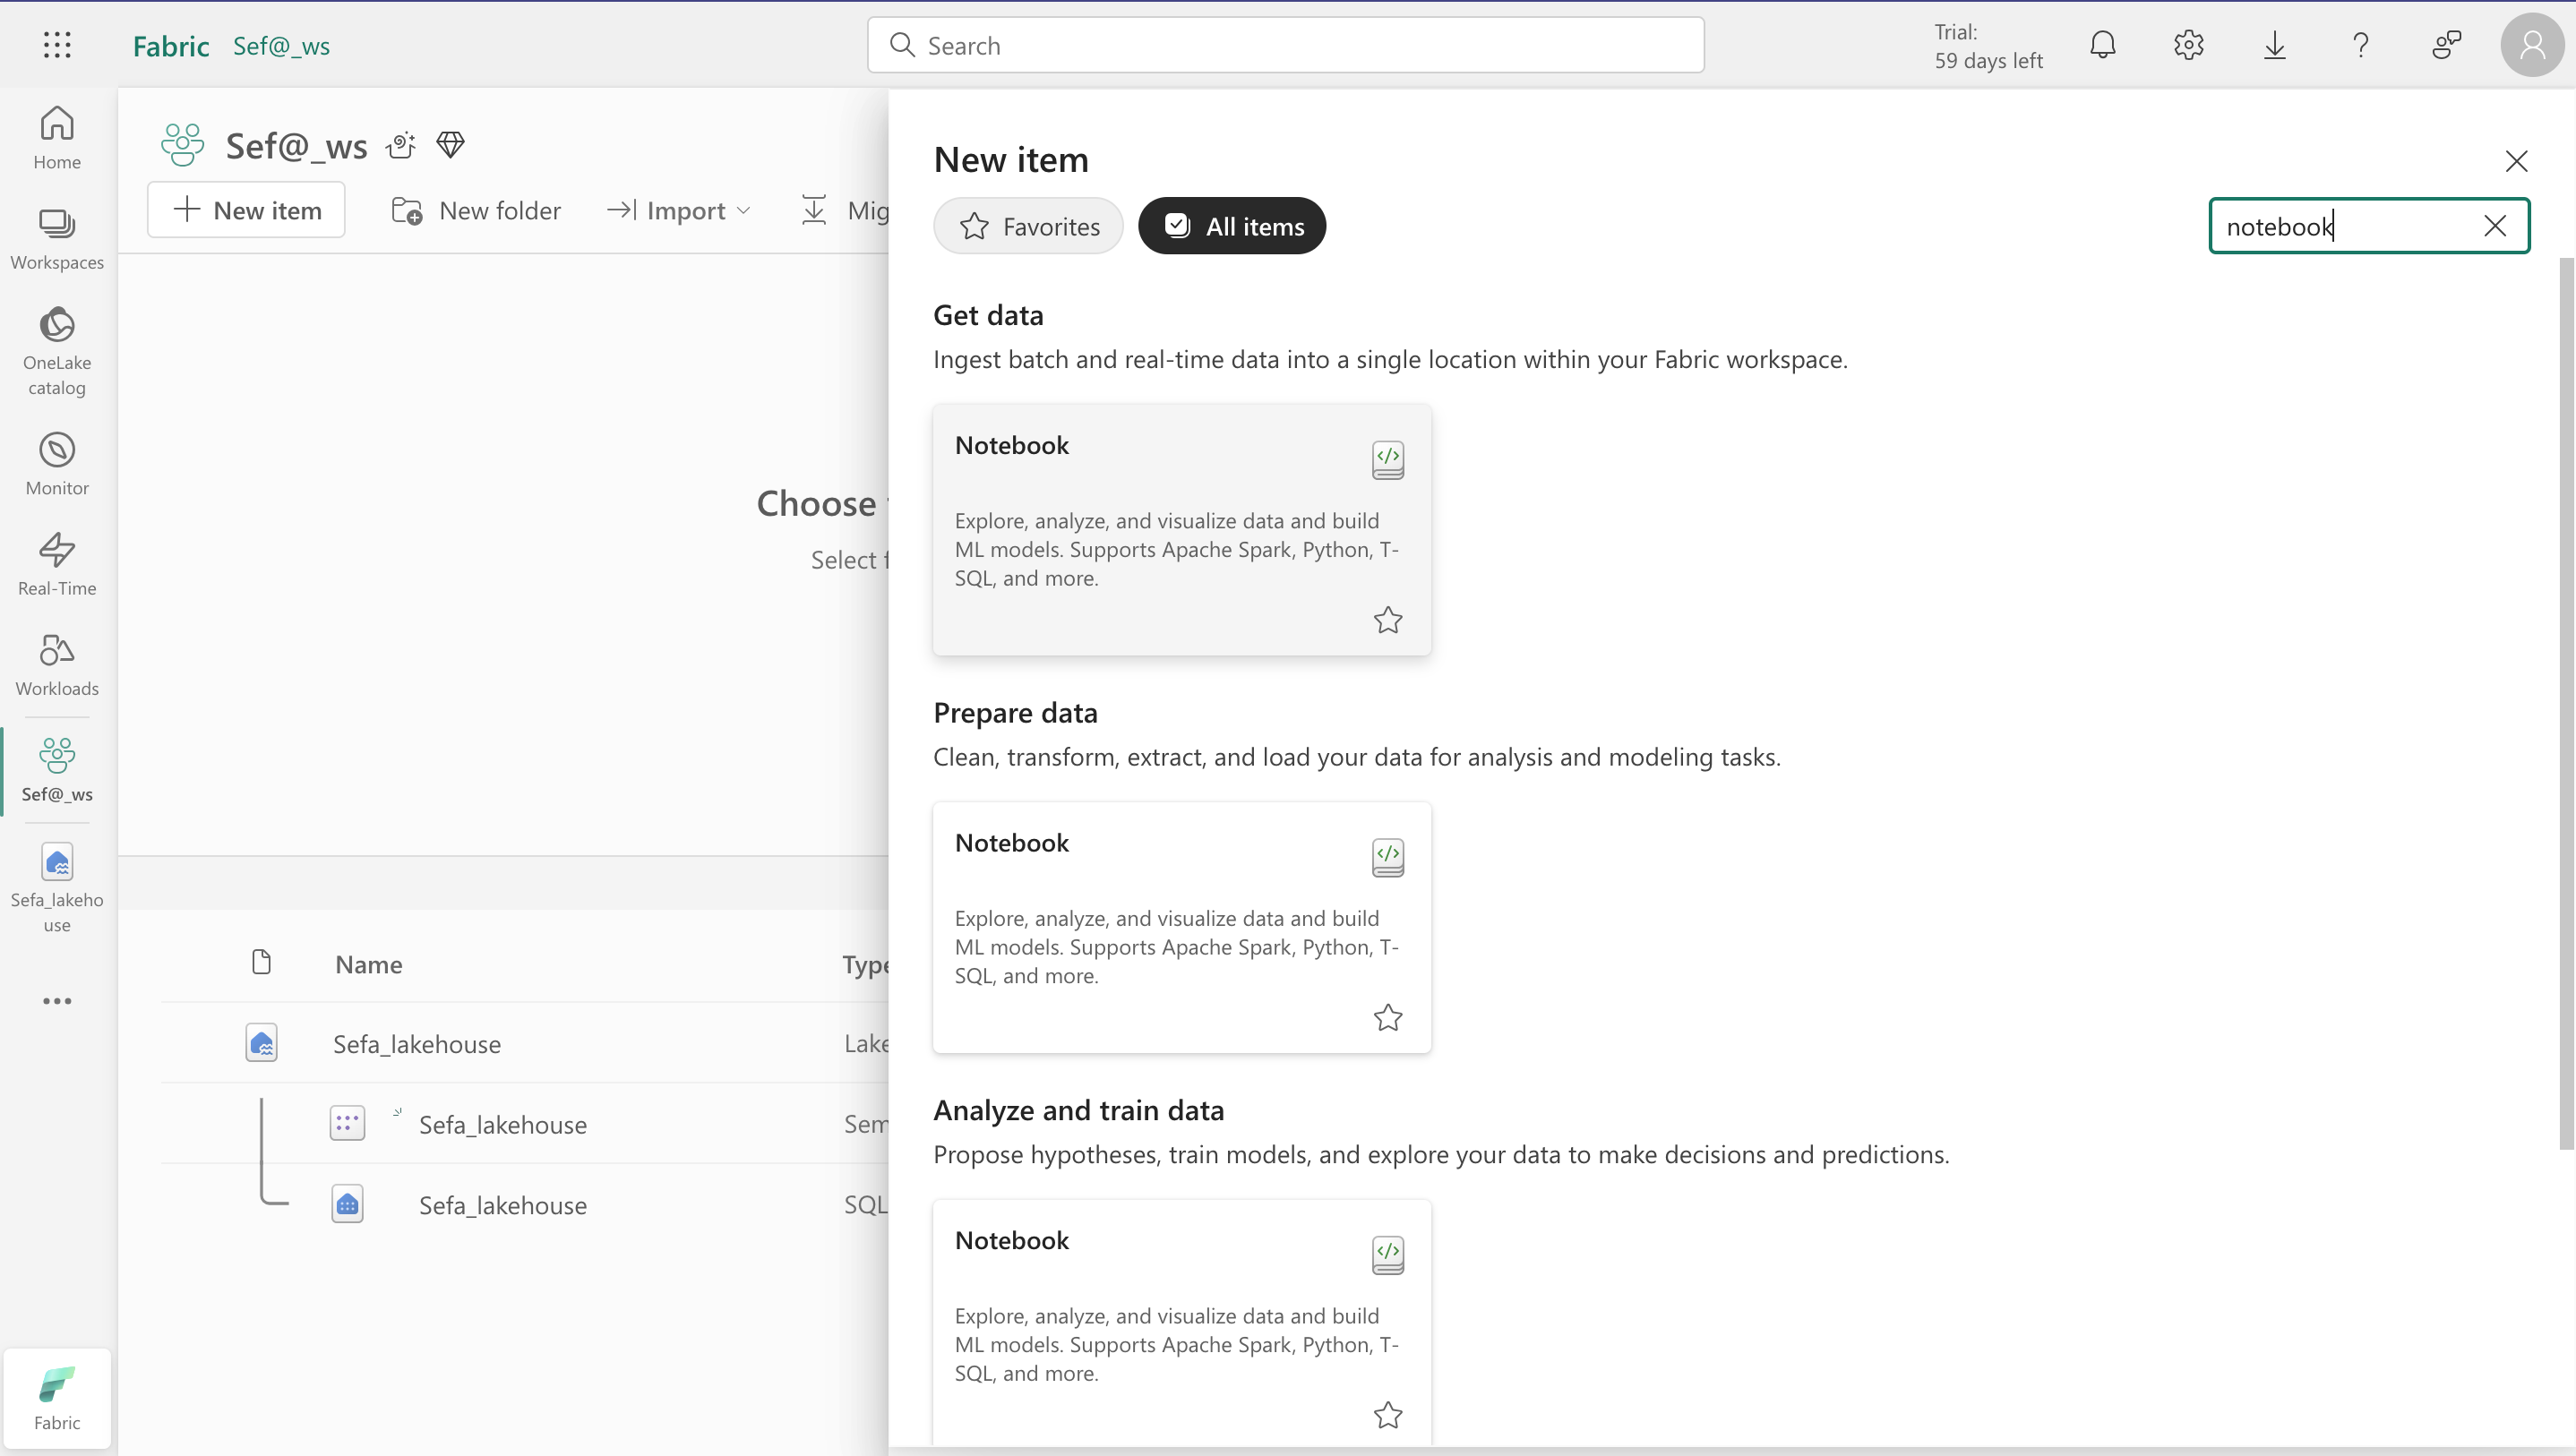 Fabric Sef@_ws
Search
Trial:
59 days left
Home
Workspaces
OneLake
catalog
Monitor
Real-Time
Workloads
Sef@_ws
Sefa_lakeho
use
Fabric
Sef@_ws
New item
New folder
Import
Mig
Choose
Select f
Name
Type
Sefa_lakehouse
Lake
Sefa_lakehouse
Sem
Sefa_lakehouse
SQL
New item
Favorites
All items
notebook
Get data
Ingest batch and real-time data into a single location within your Fabric workspace.
Notebook
Explore, analyze, and visualize data and build
ML models. Supports Apache Spark, Python, T-
SQL, and more.
Prepare data
Clean, transform, extract, and load your data for analysis and modeling tasks.
Notebook
Explore, analyze, and visualize data and build
ML models. Supports Apache Spark, Python, T-
SQL, and more.
Analyze and train data
Propose hypotheses, train models, and explore your data to make decisions and predictions.
Notebook
Explore, analyze, and visualize data and build
ML models. Supports Apache Spark, Python, T-
SQL, and more.